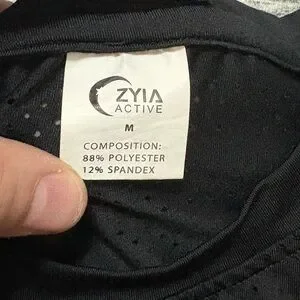 ZYIA
ACTIVE
M
COMPOSITION:
88% POLYESTER
12% SPANDEX